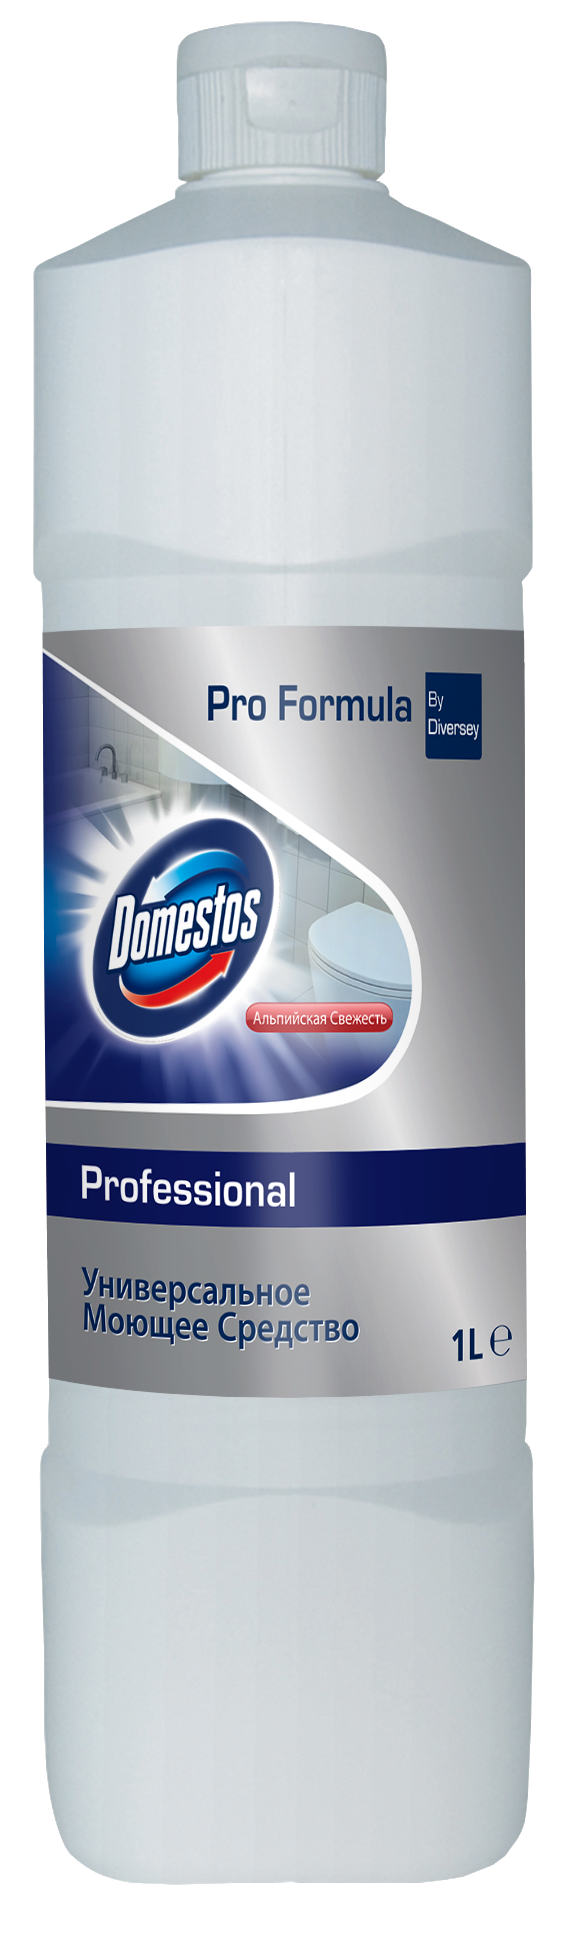 Pro Formula
By
Diversey
Domestos
Альпийская Свежесть
Professional
Универсальное
Моющее Средство
1L ℮